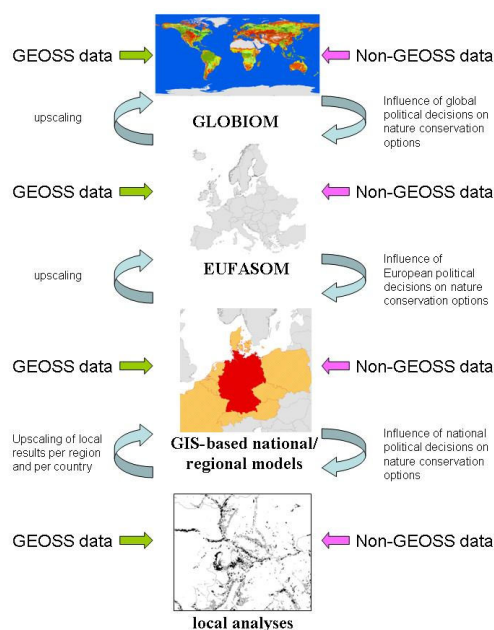 GEOSS data
Non-GEOSS data
GLOBIOM
upscaling
Influence of global
political decisions on
nature conservation
options
GEOSS data
Non-GEOSS data
EUFASOM
upscaling
Influence of
European political
decisions on nature
conservation options
GEOSS data
Non-GEOSS data
GIS-based national/
regional models
Upscaling of local
results per region
and per country
Influence of national
political decisions on
nature conservation
options
GEOSS data
Non-GEOSS data
local analyses